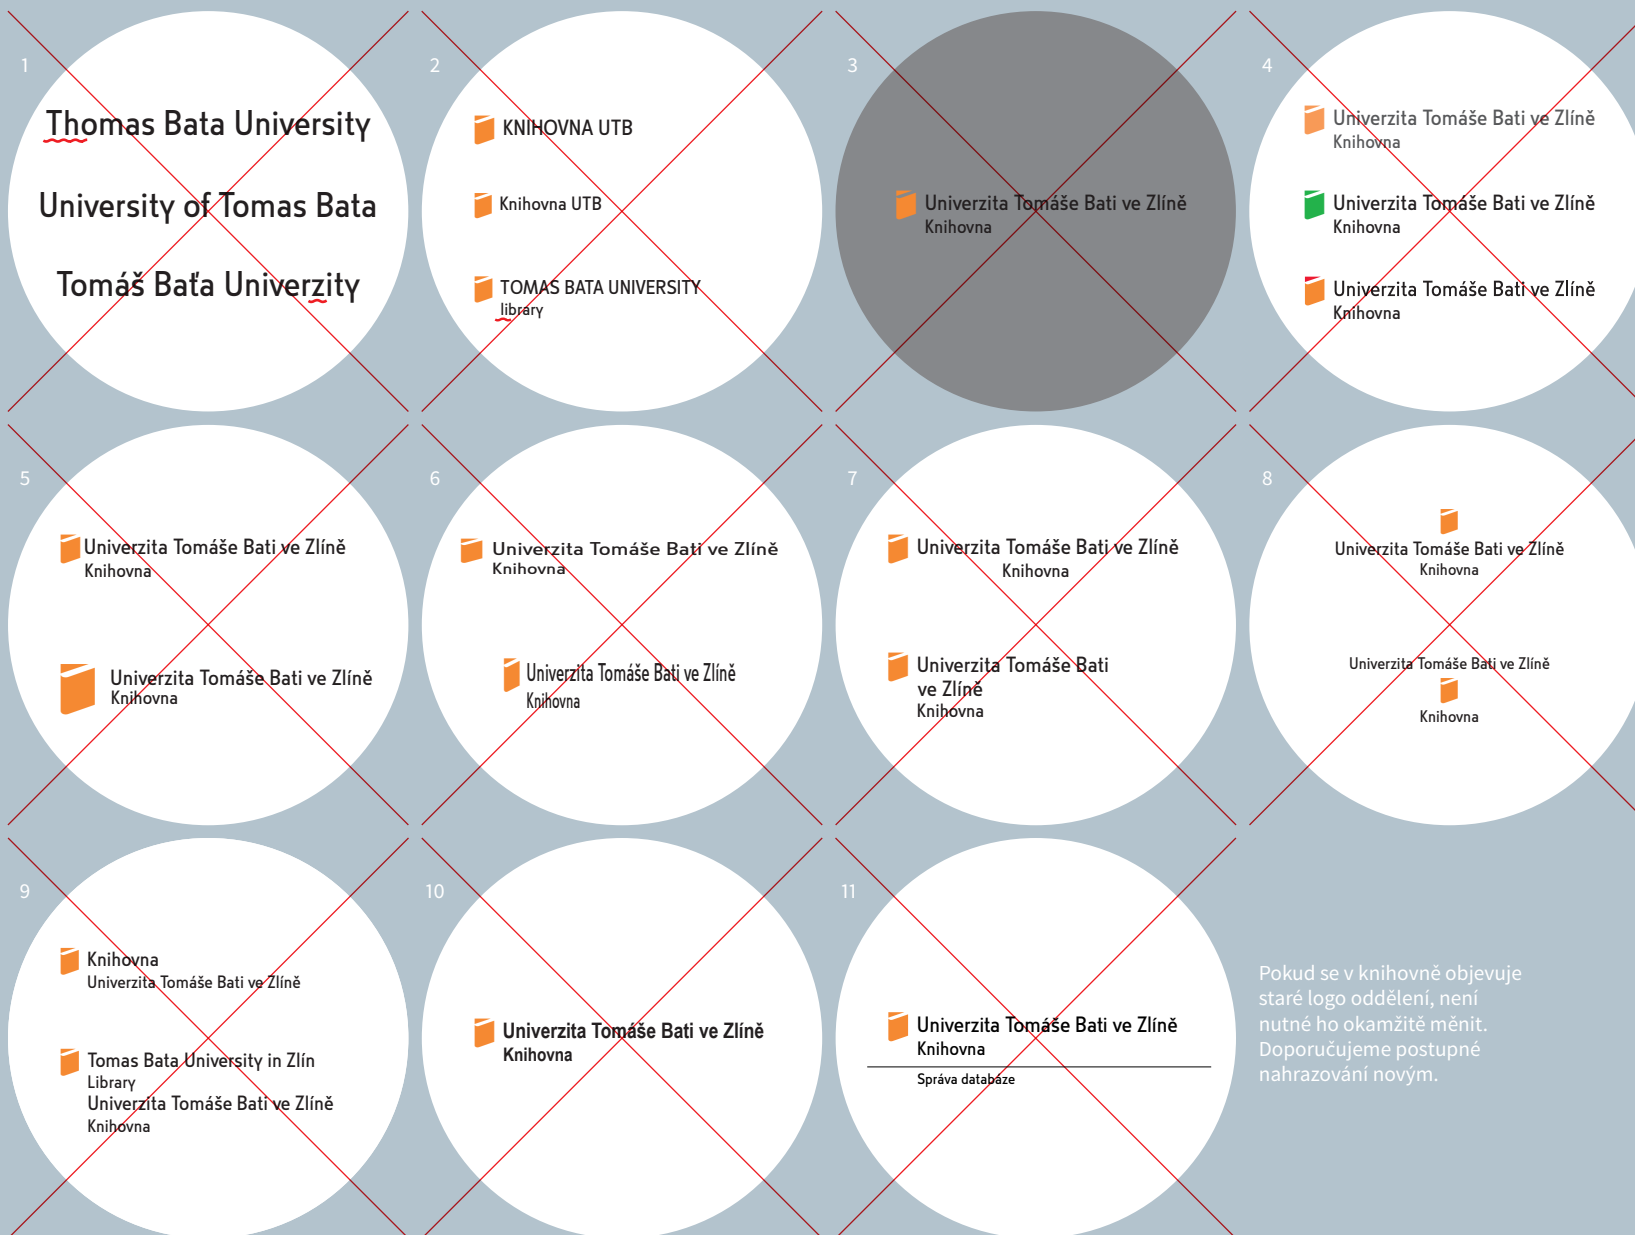 1
Thomas Bata University
University of Tomas Bata
Tomáš Baťa Univerzity
2
KNIHOVNA UTB
Knihovna UTB
TOMAS BATA UNIVERSITY
library
3
Univerzita Tomáše Bati ve Zlíně
Knihovna
4
Univerzita Tomáše Bati ve Zlíně
Knihovna
Univerzita Tomáše Bati ve Zlíně
Knihovna
Univerzita Tomáše Bati ve Zlíně
Knihovna
5
Univerzita Tomáše Bati ve Zlíně
Knihovna
Univerzita Tomáše Bati ve Zlíně
Knihovna
6
Univerzita Tomáše Bati ve Zlíně
Knihovna
Univerzita Tomáše Bati ve Zlíně
Knihovna
7
Univerzita Tomáše Bati ve Zlíně
Knihovna
Univerzita Tomáše Bati
ve Zlíně
Knihovna
8
Univerzita Tomáše Bati ve Zlíně
Knihovna
Univerzita Tomáše Bati ve Zlíně
Knihovna
9
Knihovna
Univerzita Tomáše Bati ve Zlíně
Tomas Bata University in Zlín
Library
Univerzita Tomáše Bati ve Zlíně
Knihovna
10
Univerzita Tomáše Bati ve Zlíně
Knihovna
11
Univerzita Tomáše Bati ve Zlíně
Knihovna
Správa databáze
Pokud se v knihovně objevuje
staré logo oddělení, není
nutné ho okamžitě měnit.
Doporučujeme postupné
nahrazování novým.